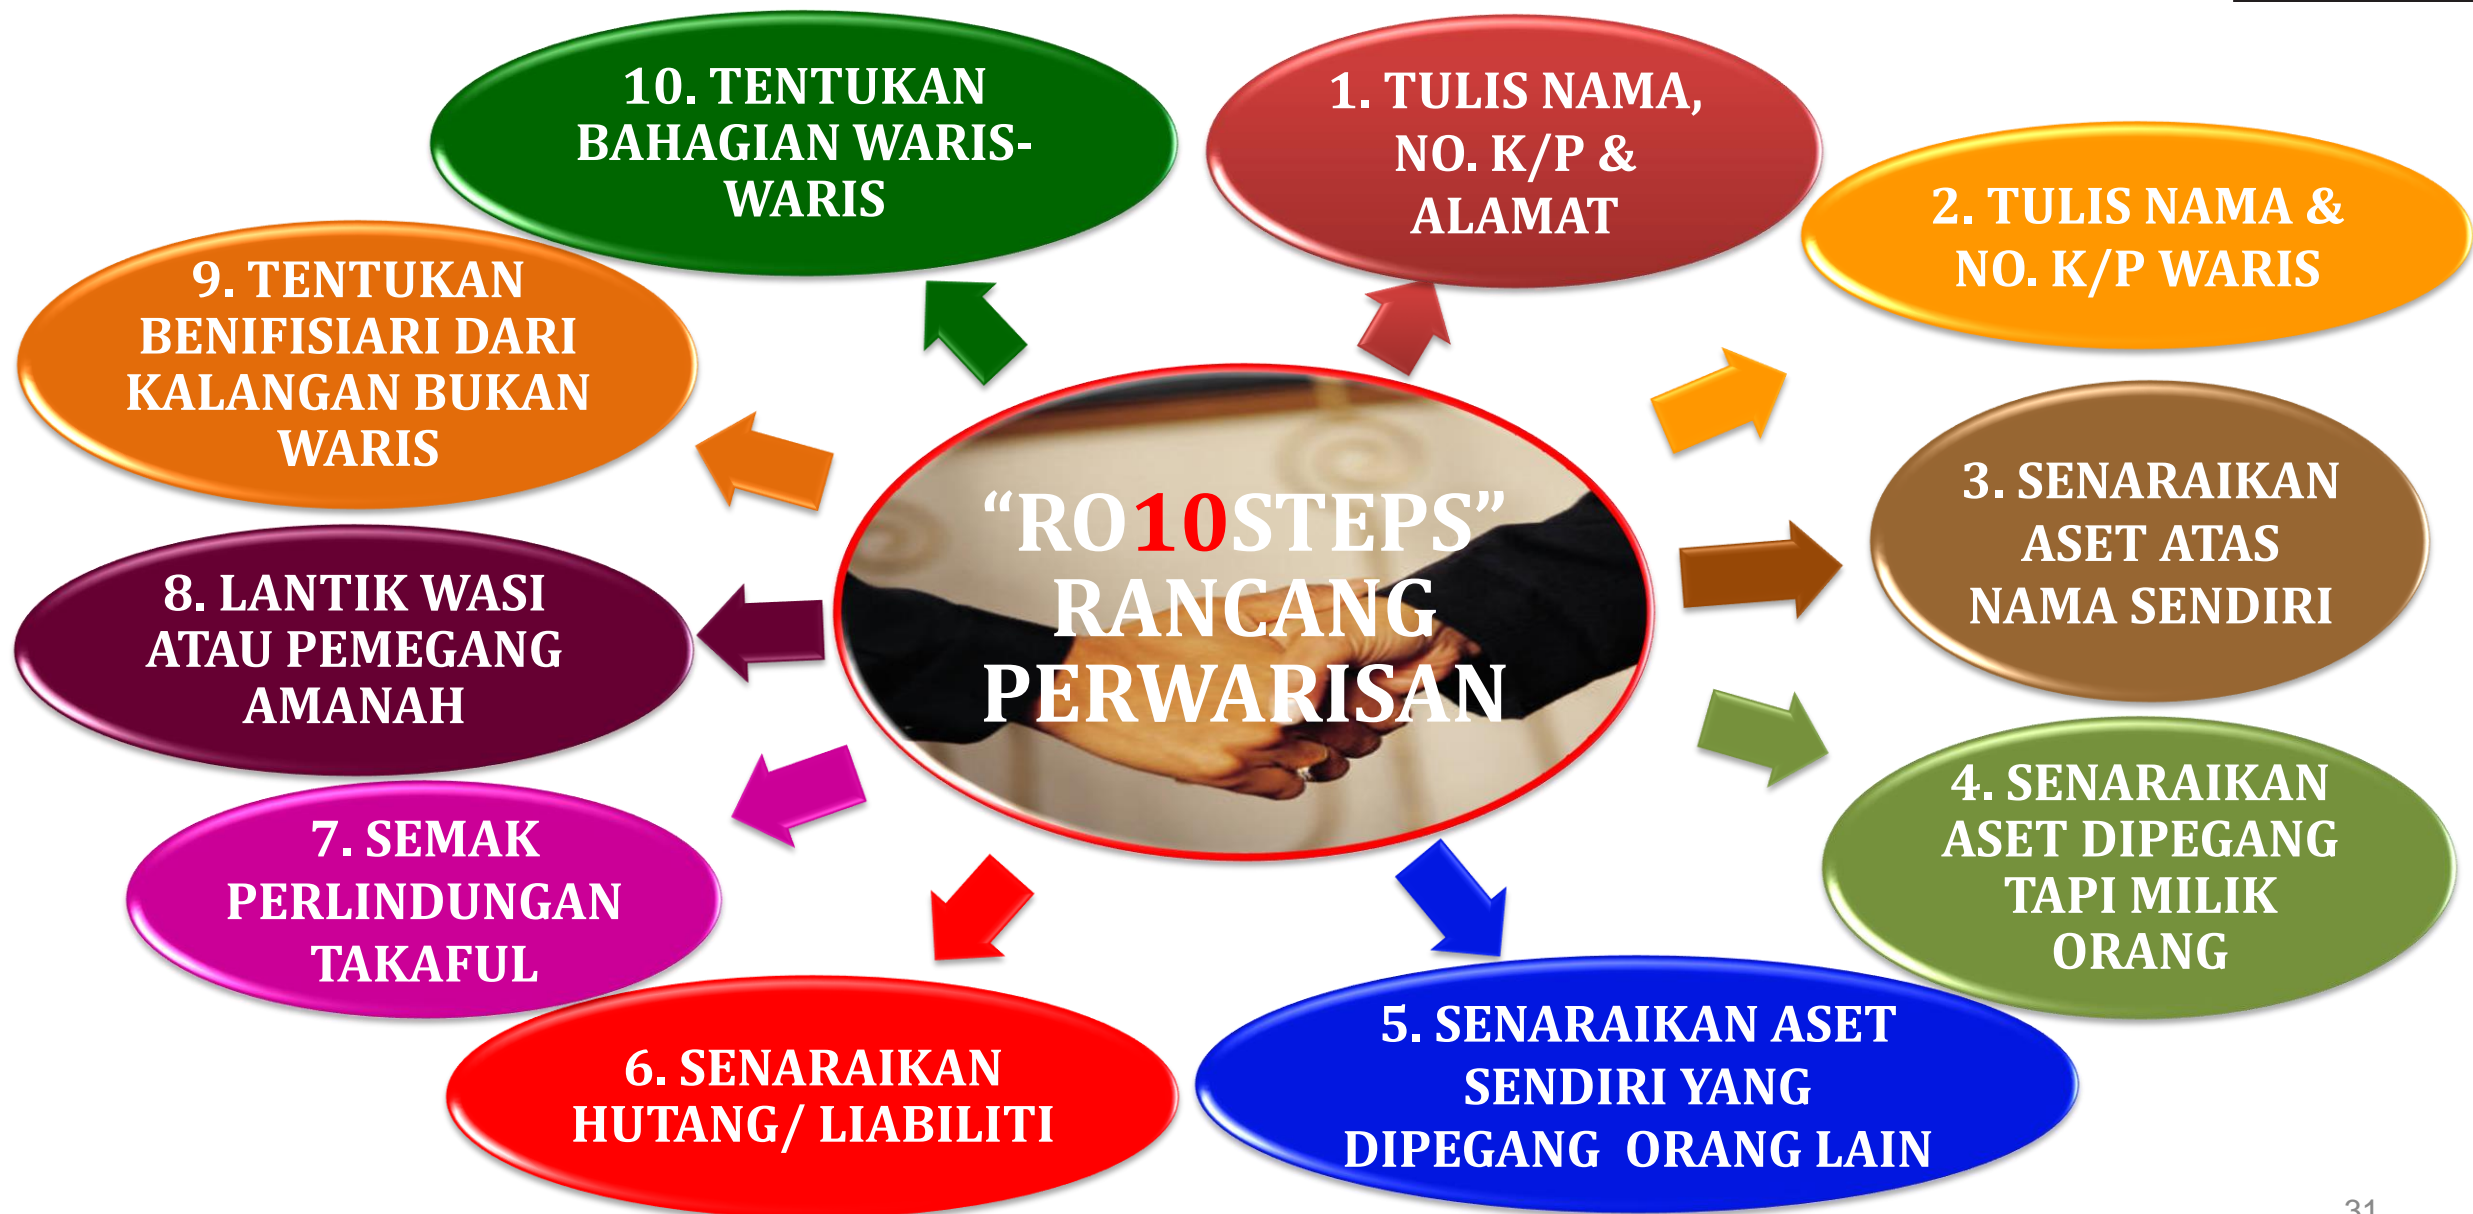 “RO10STEPS”
RANCANG
PERWARISAN
1. TULIS NAMA,
NO. K/P &
ALAMAT
2. TULIS NAMA &
NO. K/P WARIS
3. SENARAIKAN
ASET ATAS
NAMA SENDIRI
4. SENARAIKAN
ASET DIPEGANG
TAPI MILIK
ORANG
5. SENARAIKAN ASET
SENDIRI YANG
DIPEGANG  ORANG LAIN
6. SENARAIKAN
HUTANG/ LIABILITI
7. SEMAK
PERLINDUNGAN
TAKAFUL
8. LANTIK WASI
ATAU PEMEGANG
AMANAH
9. TENTUKAN
BENIFISIARI DARI
KALANGAN BUKAN
WARIS
10. TENTUKAN
BAHAGIAN WARIS-
WARIS
31